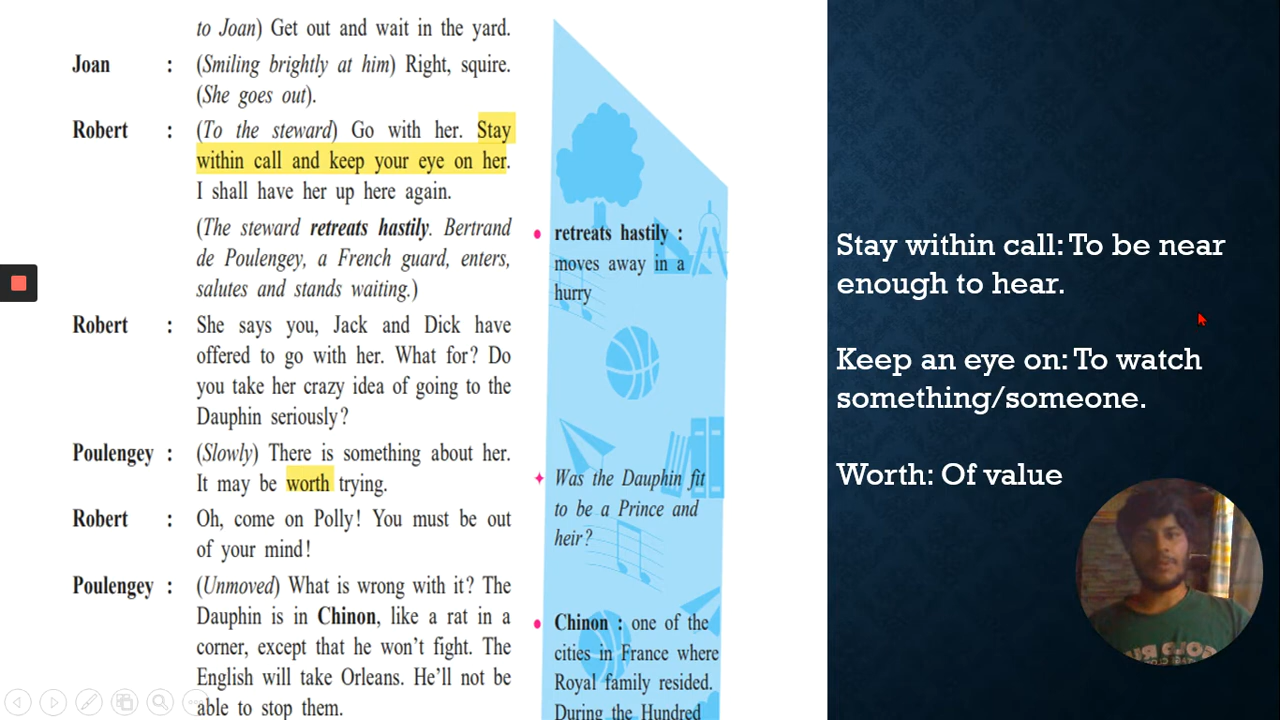 to Joan) Get out and wait in the yard.
Joan : (Smiling brightly at him) Right, squire.
(She goes out).
Robert : (To the steward) Go with her. Stay
within call and keep your eye on her.
I shall have her up here again.
(The steward retreats hastily. Bertrand
de Poulengey, a French guard, enters,
salutes and stands waiting.)
Robert : She says you, Jack and Dick have
offered to go with her. What for? Do
you take her crazy idea of going to the
Dauphin seriously?
Poulengey : (Slowly) There is something about her.
It may be worth trying.
Robert : Oh, come on Polly! You must be out
of your mind!
Poulengey : (Unmoved) What is wrong with it? The
Dauphin is in Chinon, like a rat in a
corner, except that he won't fight. The
English will take Orleans. He'll not be
able to stop them.
retreats hastily :
moves away in a
hurry
Was the Dauphin fit
to be a Prince and
heir?
Chinon : one of the
cities in France where
Royal family resided.
During the Hundred
Stay within call: To be near
enough to hear.
Keep an eye on: To watch
something/someone.
Worth: Of value